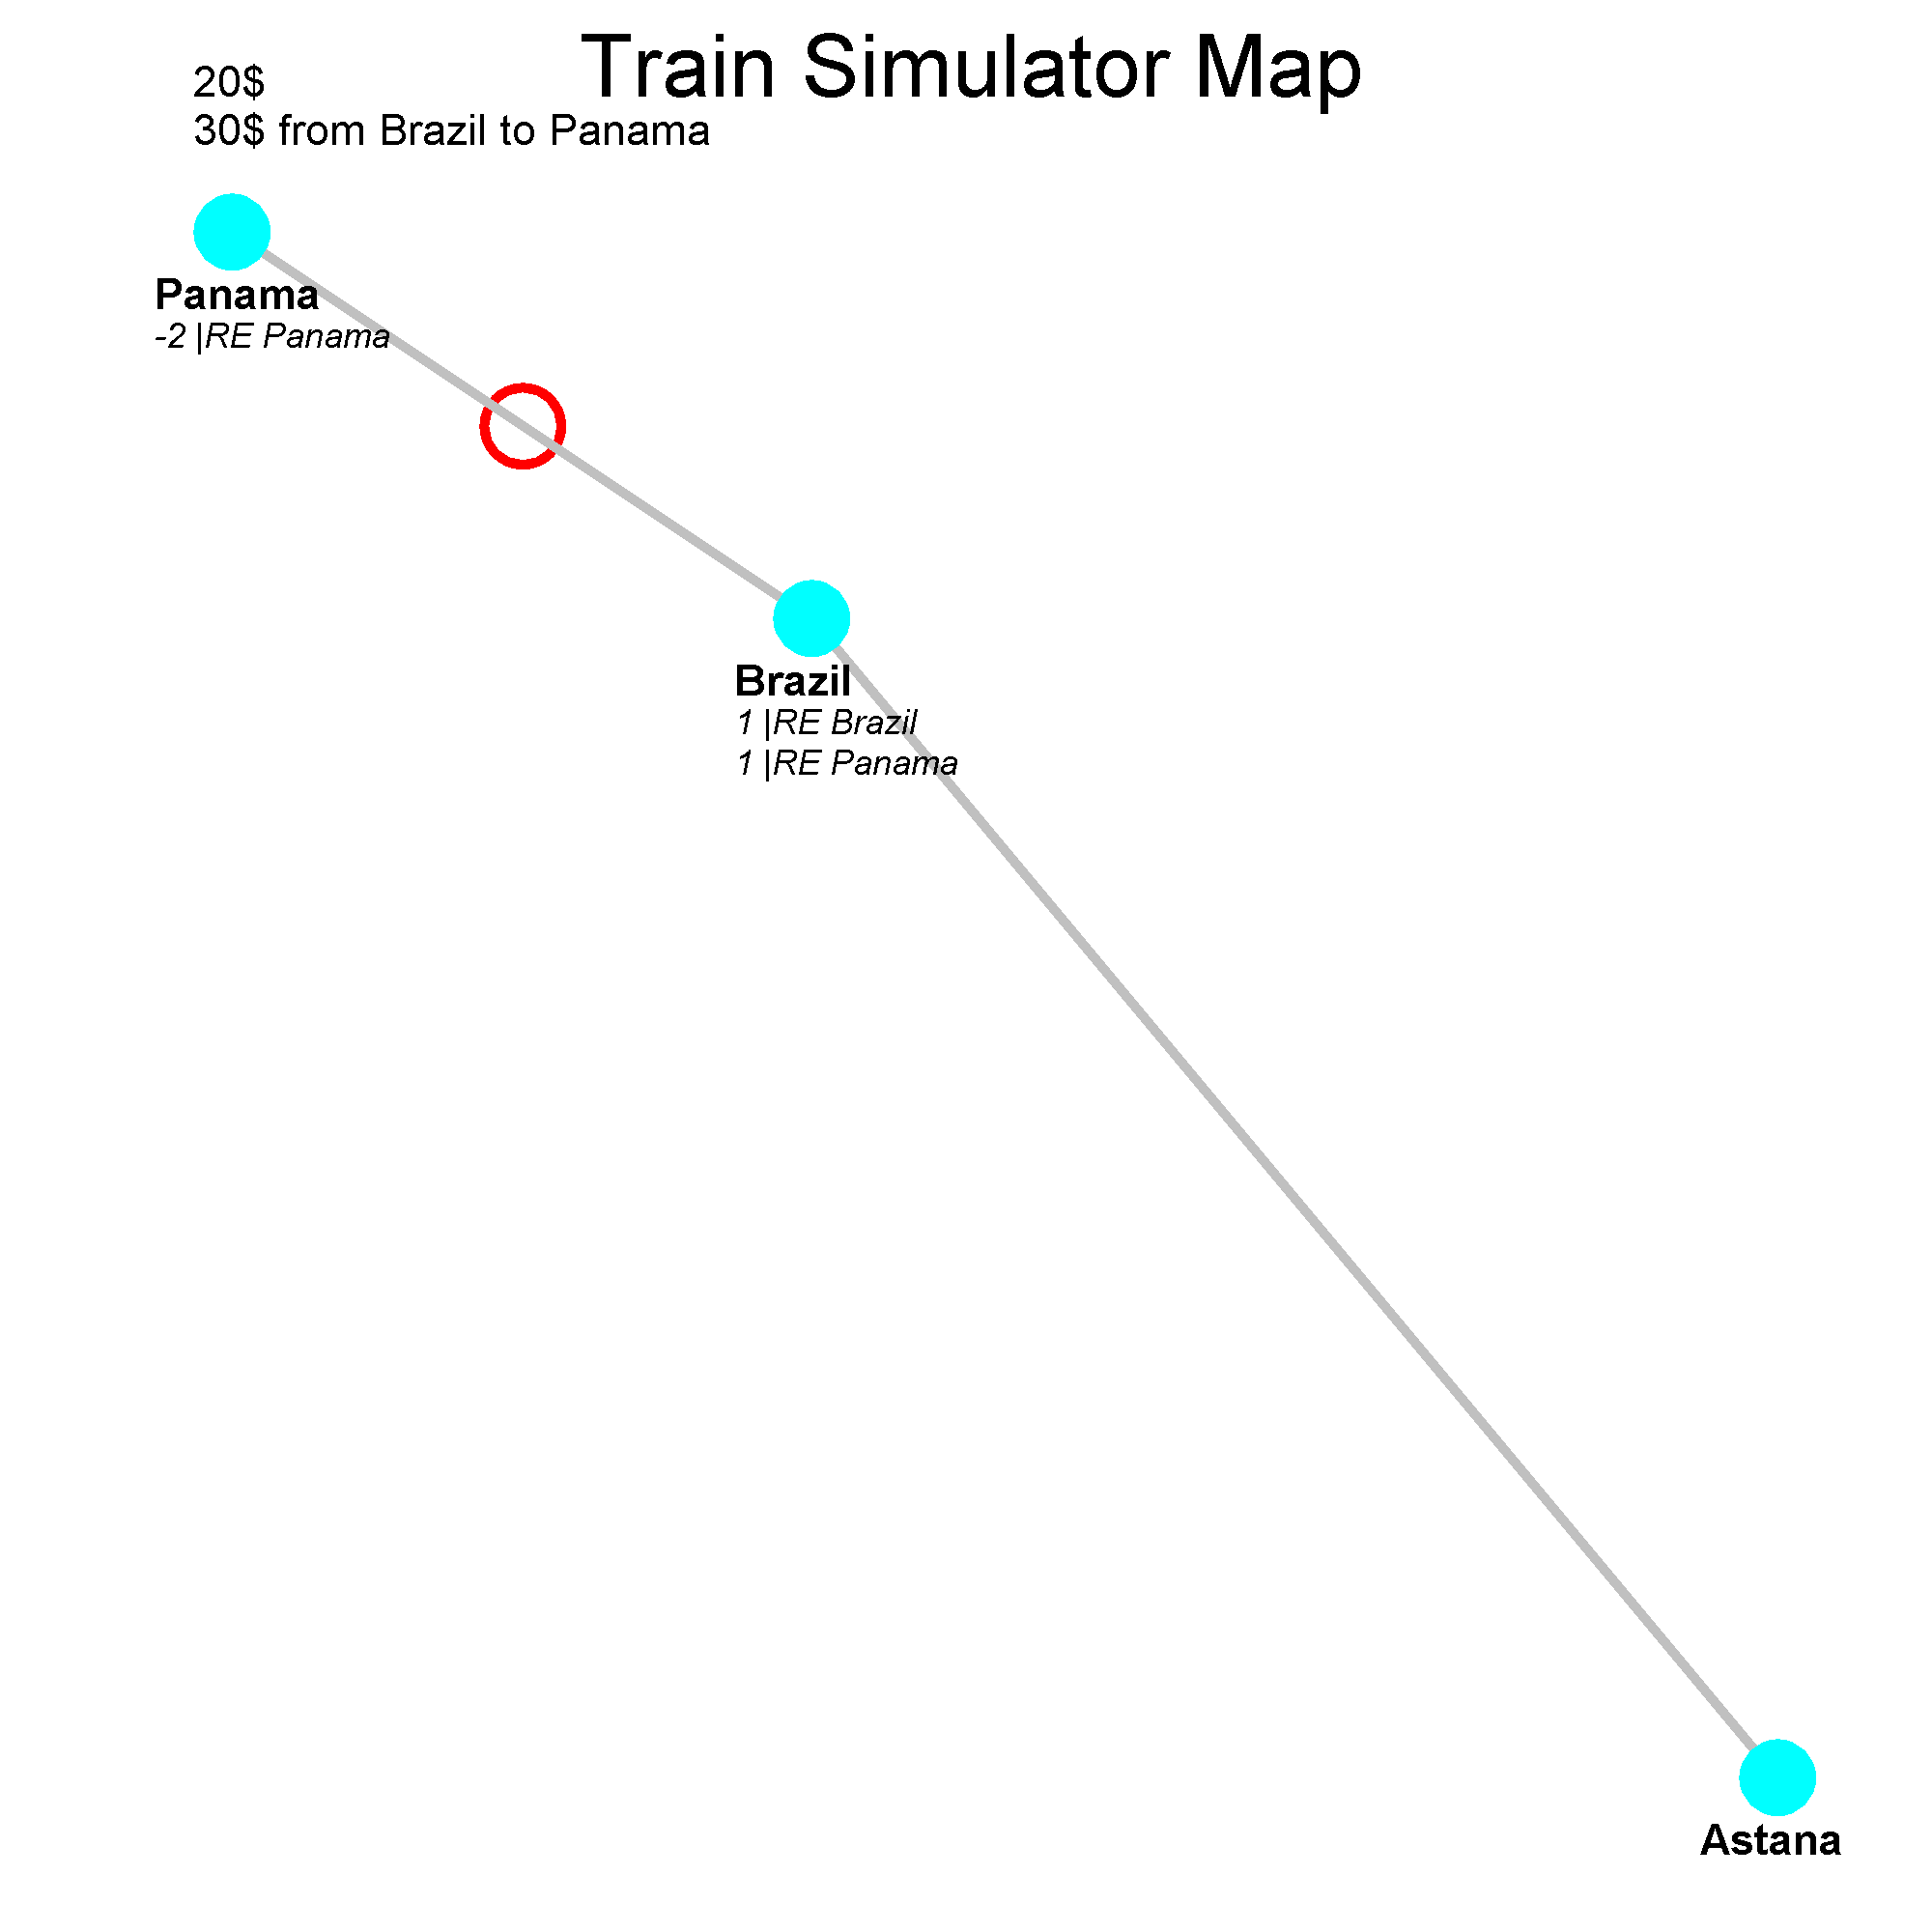 Train Simulator Map
20$
30$ from Brazil to Panama
Panama
-2 |RE Panama
Brazil
1 |RE Brazil
1 |RE Panama
Astana